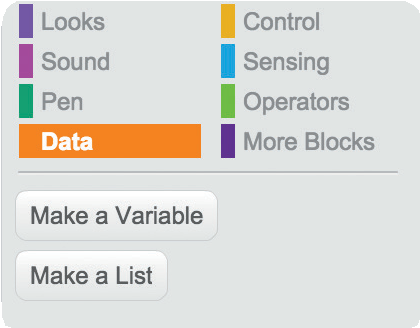 Looks Control
Sound Sensing
Pen Operators
Data More Blocks
Make a Variable
Make a List